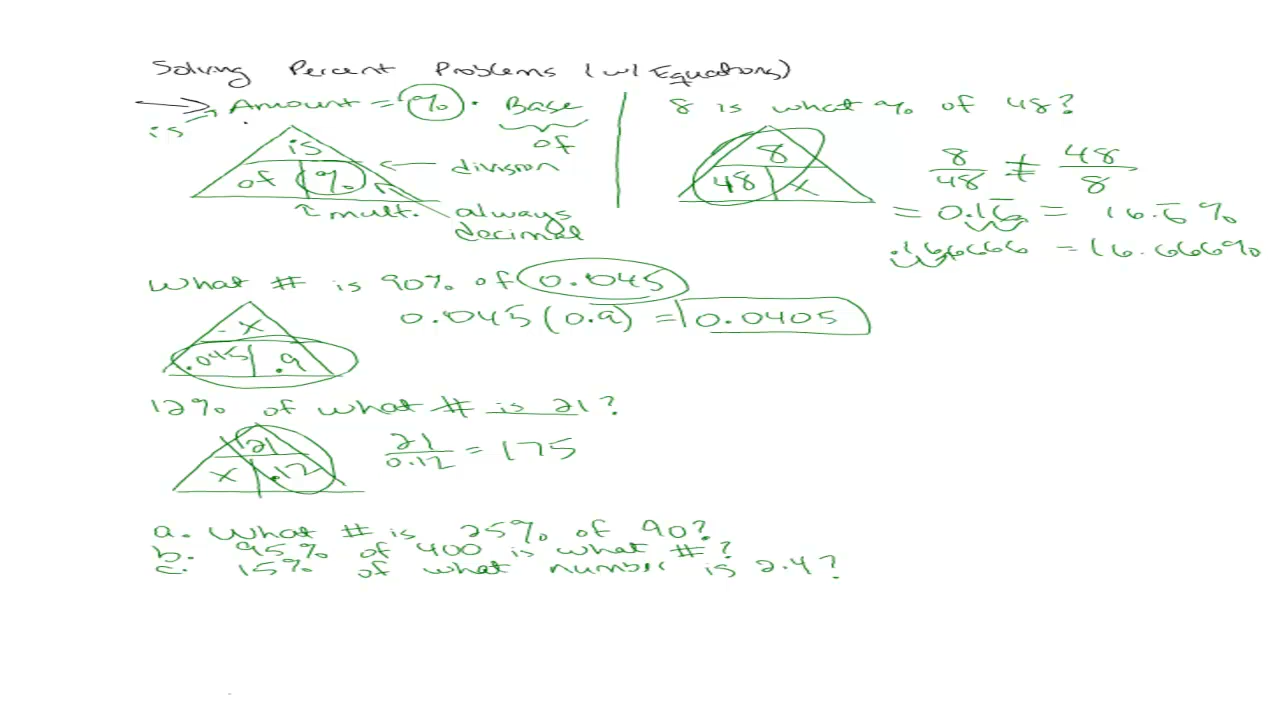 Solving Percent Problems (w/ Equations)
is → Amount = % · Base
of
is
of | %
← division
↑ mult.
always
decimal
8 is what % of 48?
8
48 | x
8/48 ≠ 48/8
= 0.16̅ = 16.6̅%
.166666 = 16.666%
What # is 90% of 0.045
0.045(0.9) = 0.0405
x
.045 | .9
12% of what # is 21?
21
x | .12
21/0.12 = 175
a. What # is 25% of 90?
b. 95% of 400 is what #?
c. 15% of what number is 2.4?